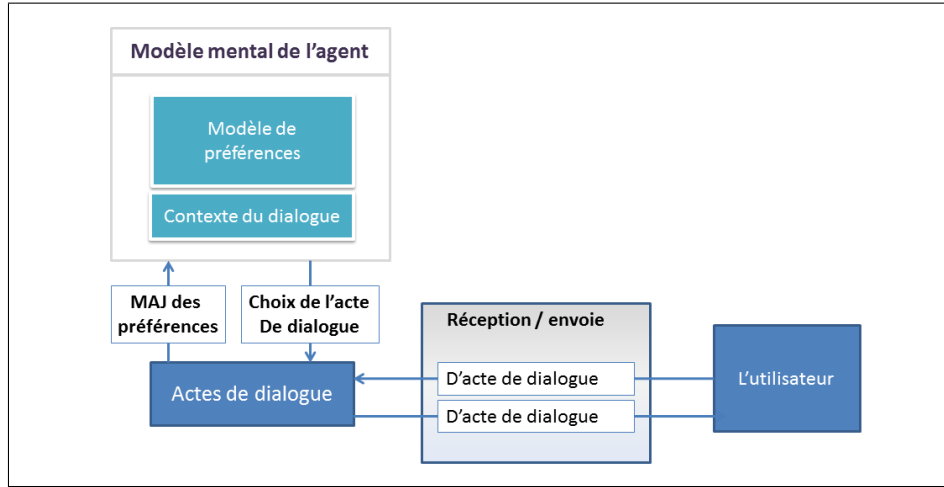 Modèle mental de l'agent
Modèle de
préférences
Contexte du dialogue
MAJ des
préférences
Choix de l'acte
De dialogue
Réception / envoie
Actes de dialogue
D'acte de dialogue
D'acte de dialogue
L'utilisateur